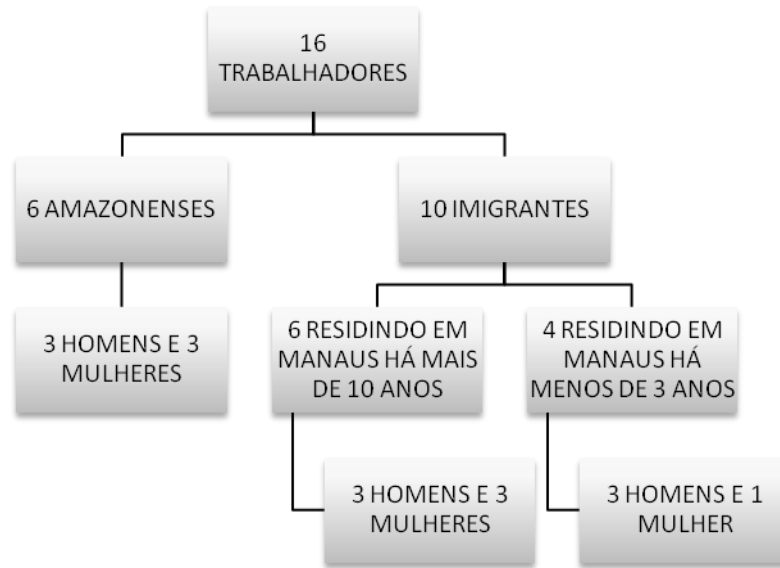 16
TRABALHADORES
6 AMAZONENSES
10 IMIGRANTES
3 HOMENS E 3
MULHERES
6 RESIDINDO EM
MANAUS HÁ MAIS
DE 10 ANOS
4 RESIDINDO EM
MANAUS HÁ
MENOS DE 3 ANOS
3 HOMENS E 3
MULHERES
3 HOMENS E 1
MULHER